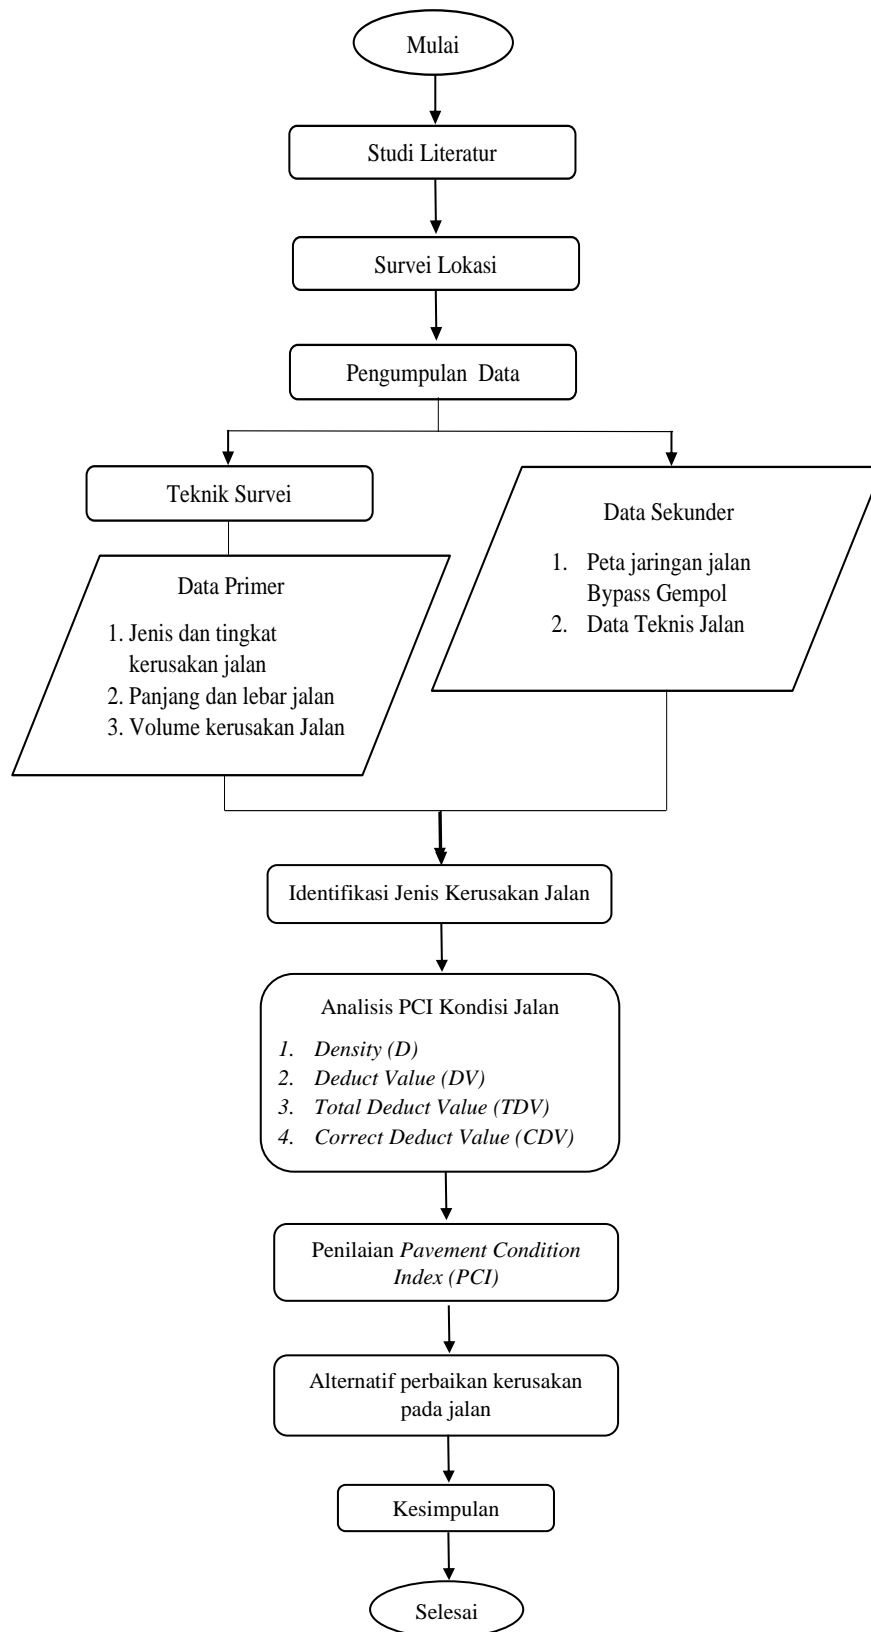 Mulai
Studi Literatur
Survei Lokasi
Pengumpulan Data
Teknik Survei
Data Primer
1. Jenis dan tingkat
kerusakan jalan
2. Panjang dan lebar jalan
3. Volume kerusakan Jalan
Data Sekunder
1. Peta jaringan jalan
Bypass Gempol
2. Data Teknis Jalan
Identifikasi Jenis Kerusakan Jalan
Analisis PCI Kondisi Jalan
1. Density (D)
2. Deduct Value (DV)
3. Total Deduct Value (TDV)
4. Correct Deduct Value (CDV)
Penilaian Pavement Condition
Index (PCI)
Alternatif perbaikan kerusakan
pada jalan
Kesimpulan
Selesai